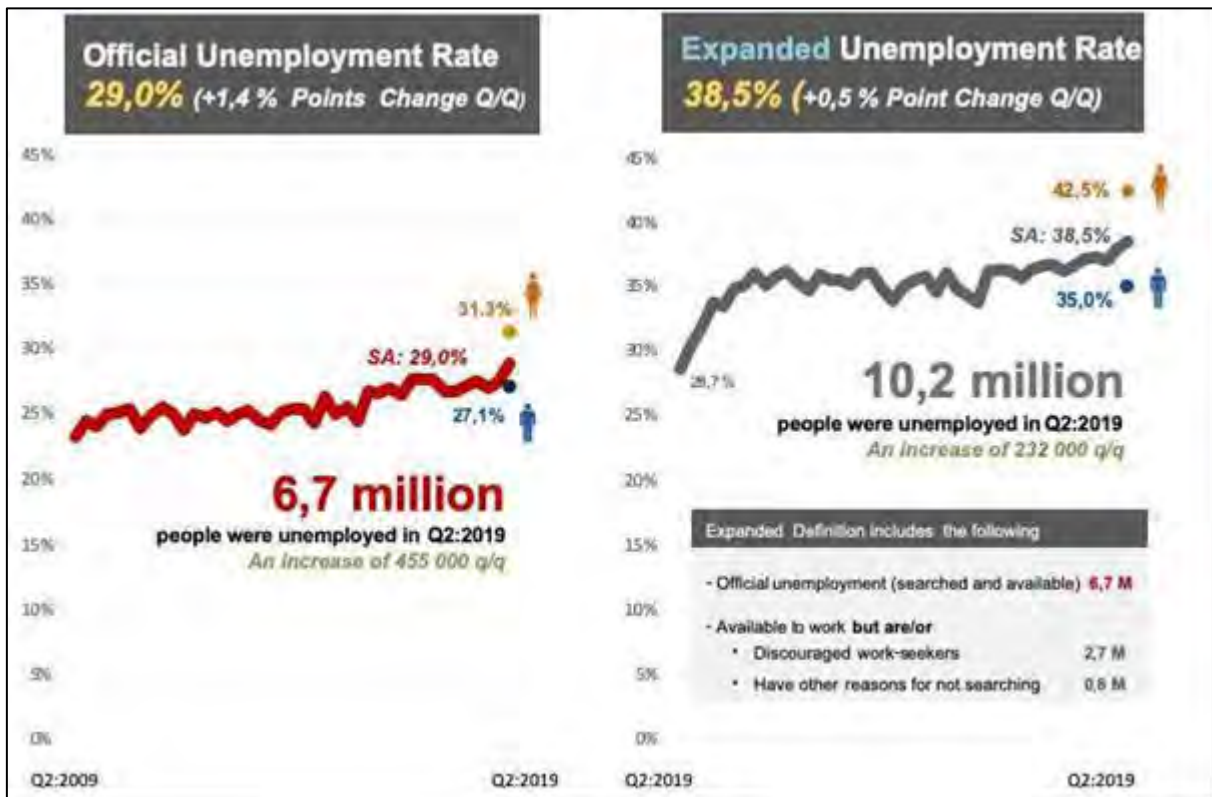 Official Unemployment Rate
29,0% (+1,4 % Points Change Q/Q)
45%
40%
35%
30%
25%
20%
15%
10%
5%
0%
31.3%
SA: 29,0%
27,1%
6,7 million
people were unemployed in Q2:2019
An increase of 455 000 q/q
Q2:2009
Q2:2019
Expanded Unemployment Rate
38,5% (+0,5 % Point Change Q/Q)
45%
40%
35%
30%
25%
20%
15%
10%
5%
0%
42,5%
SA: 38,5%
35,0%
28,7%
10,2 million
people were unemployed in Q2:2019
An increase of 232 000 q/q
Expanded Definition includes the following
- Official unemployment (searched and available) 6,7 M
- Available to work but are/or
• Discouraged work-seekers 2,7 M
• Have other reasons for not searching 0,8 M
Q2:2019
Q2:2019